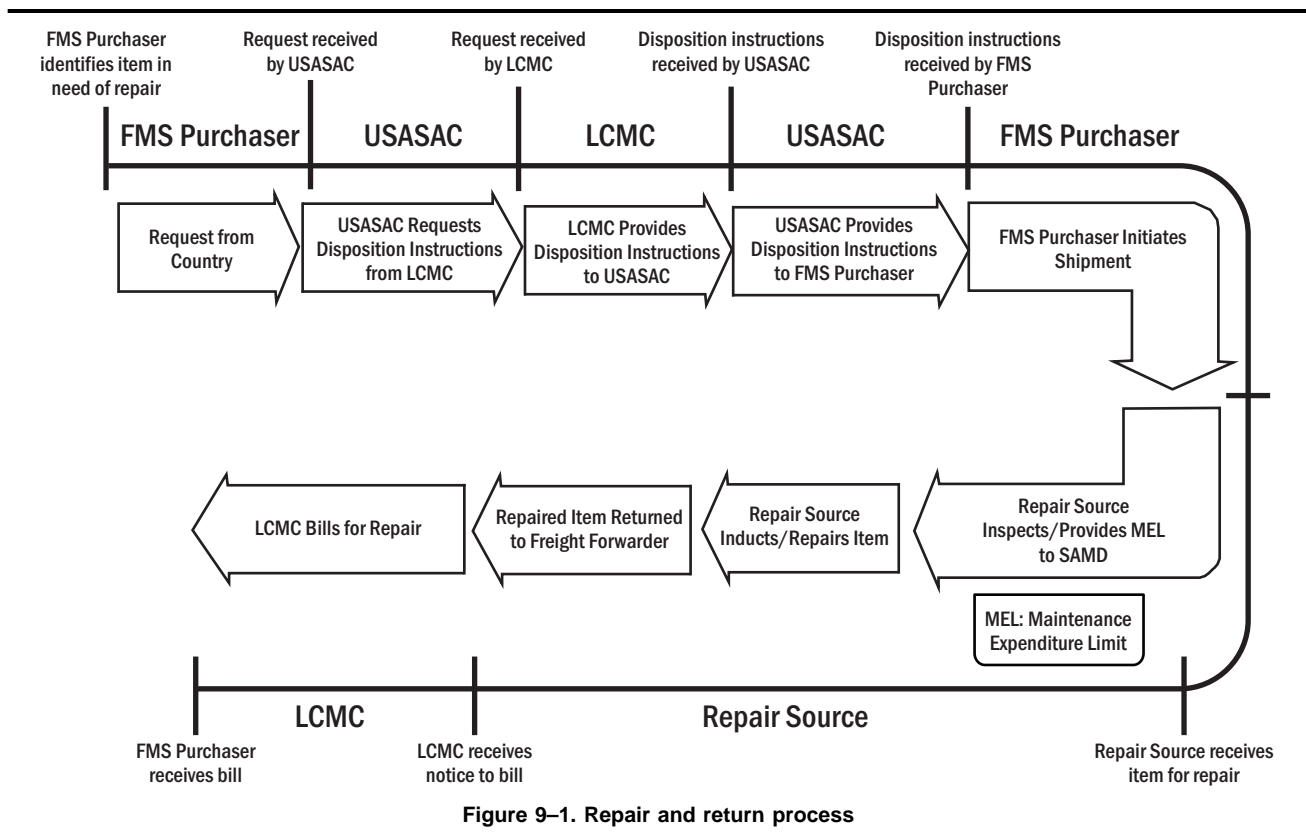 FMS Purchaser
identifies item in
need of repair
Request received
by USASAC
Request received
by LCMC
Disposition instructions
received by USASAC
Disposition instructions
received by FMS
Purchaser
FMS Purchaser
USASAC
LCMC
USASAC
FMS Purchaser
Request from
Country
USASAC Requests
Disposition Instructions
from LCMC
LCMC Provides
Disposition Instructions
to USASAC
USASAC Provides
Disposition Instructions
to FMS Purchaser
FMS Purchaser Initiates
Shipment
LCMC Bills for Repair
Repaired Item Returned
to Freight Forwarder
Repair Source
Inducts/Repairs Item
Repair Source
Inspects/Provides MEL
to SAMD
MEL: Maintenance
Expenditure Limit
LCMC
Repair Source
FMS Purchaser
receives bill
LCMC receives
notice to bill
Repair Source receives
item for repair
Figure 9–1. Repair and return process